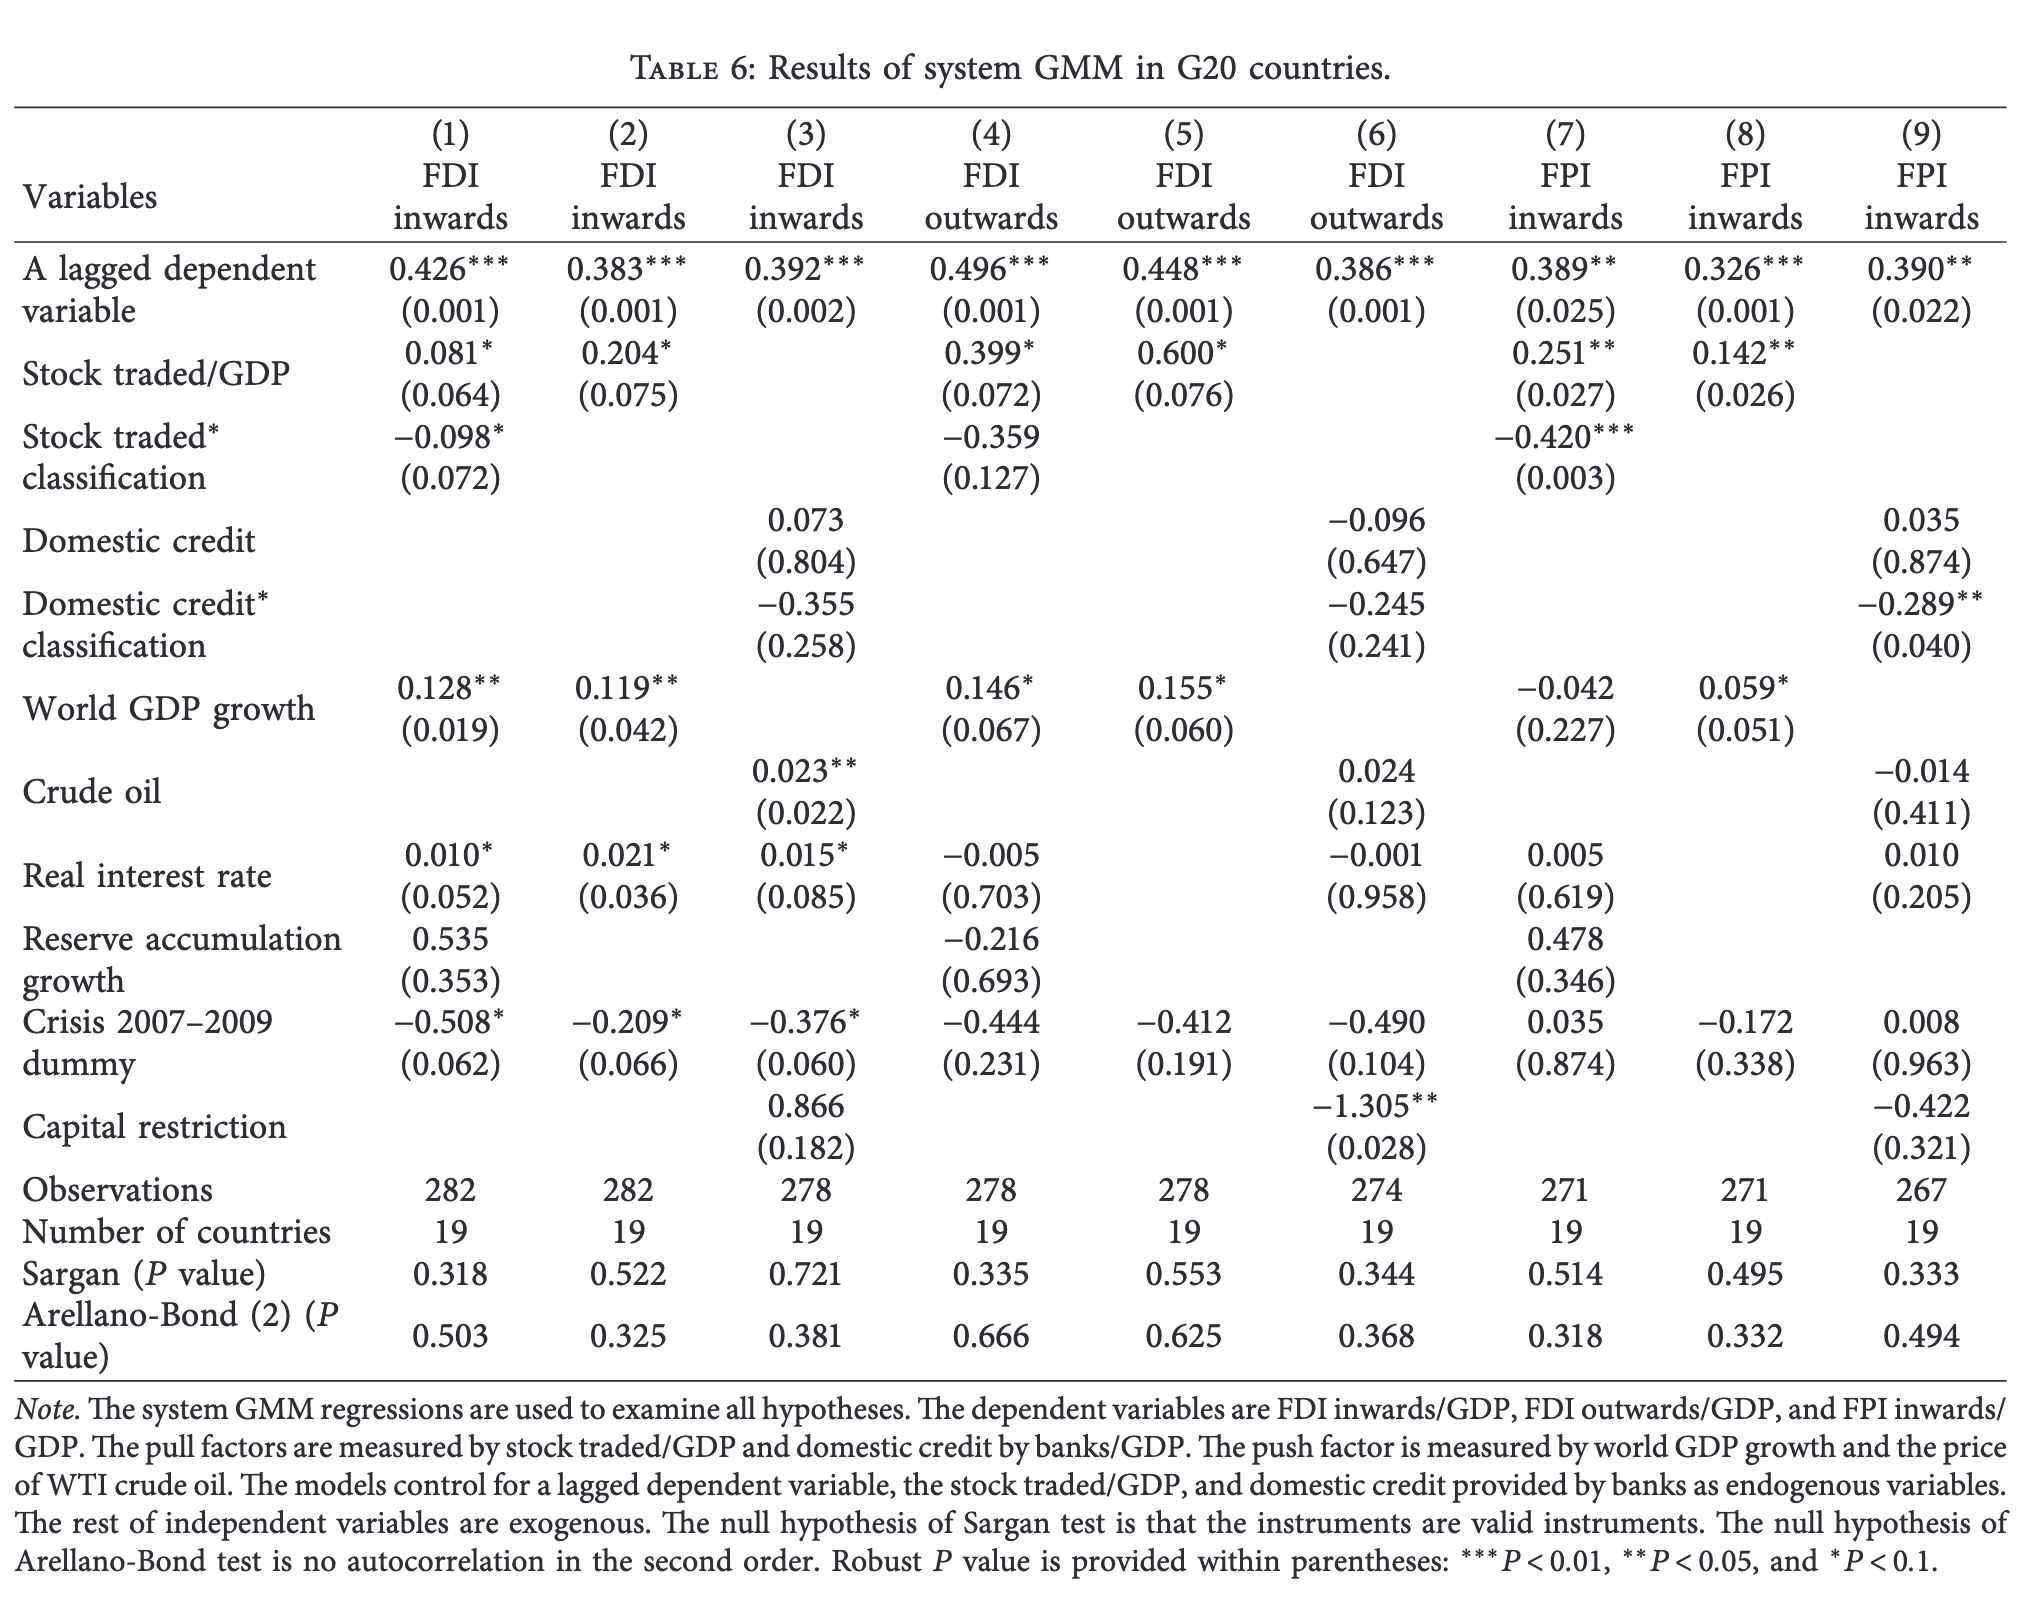 TABLE 6: Results of system GMM in G20 countries.
Variables (1) (2) (3) (4) (5) (6) (7) (8) (9)
FDI FDI FDI FDI FDI FDI FPI FPI FPI
inwards inwards inwards outwards outwards outwards inwards inwards inwards
A lagged dependent 0.426*** 0.383*** 0.392*** 0.496*** 0.448*** 0.386*** 0.389** 0.326*** 0.390**
variable (0.001) (0.001) (0.002) (0.001) (0.001) (0.001) (0.025) (0.001) (0.022)
Stock traded/GDP 0.081* 0.204* 0.399* 0.600* 0.251** 0.142**
(0.064) (0.075) (0.072) (0.076) (0.027) (0.026)
Stock traded* −0.098* −0.359 −0.420***
classification (0.072) (0.127) (0.003)
Domestic credit 0.073 −0.096 0.035
(0.804) (0.647) (0.874)
Domestic credit* −0.355 −0.245 −0.289**
classification (0.258) (0.241) (0.040)
World GDP growth 0.128** 0.119** 0.146* 0.155* −0.042 0.059*
(0.019) (0.042) (0.067) (0.060) (0.227) (0.051)
Crude oil 0.023** 0.024 −0.014
(0.022) (0.123) (0.411)
Real interest rate 0.010* 0.021* 0.015* −0.005 −0.001 0.005 0.010
(0.052) (0.036) (0.085) (0.703) (0.958) (0.619) (0.205)
Reserve accumulation 0.535 −0.216 0.478
growth (0.353) (0.693) (0.346)
Crisis 2007–2009 −0.508* −0.209* −0.376* −0.444 −0.412 −0.490 0.035 −0.172 0.008
dummy (0.062) (0.066) (0.060) (0.231) (0.191) (0.104) (0.874) (0.338) (0.963)
Capital restriction 0.866 −1.305** −0.422
(0.182) (0.028) (0.321)
Observations 282 282 278 278 278 274 271 271 267
Number of countries 19 19 19 19 19 19 19 19 19
Sargan (P value) 0.318 0.522 0.721 0.335 0.553 0.344 0.514 0.495 0.333
Arellano-Bond (2) (P
value) 0.503 0.325 0.381 0.666 0.625 0.368 0.318 0.332 0.494
Note. The system GMM regressions are used to examine all hypotheses. The dependent variables are FDI inwards/GDP, FDI outwards/GDP, and FPI inwards/
GDP. The pull factors are measured by stock traded/GDP and domestic credit by banks/GDP. The push factor is measured by world GDP growth and the price
of WTI crude oil. The models control for a lagged dependent variable, the stock traded/GDP, and domestic credit provided by banks as endogenous variables.
The rest of independent variables are exogenous. The null hypothesis of Sargan test is that the instruments are valid instruments. The null hypothesis of
Arellano-Bond test is no autocorrelation in the second order. Robust P value is provided within parentheses: ***P < 0.01, **P < 0.05, and *P < 0.1.